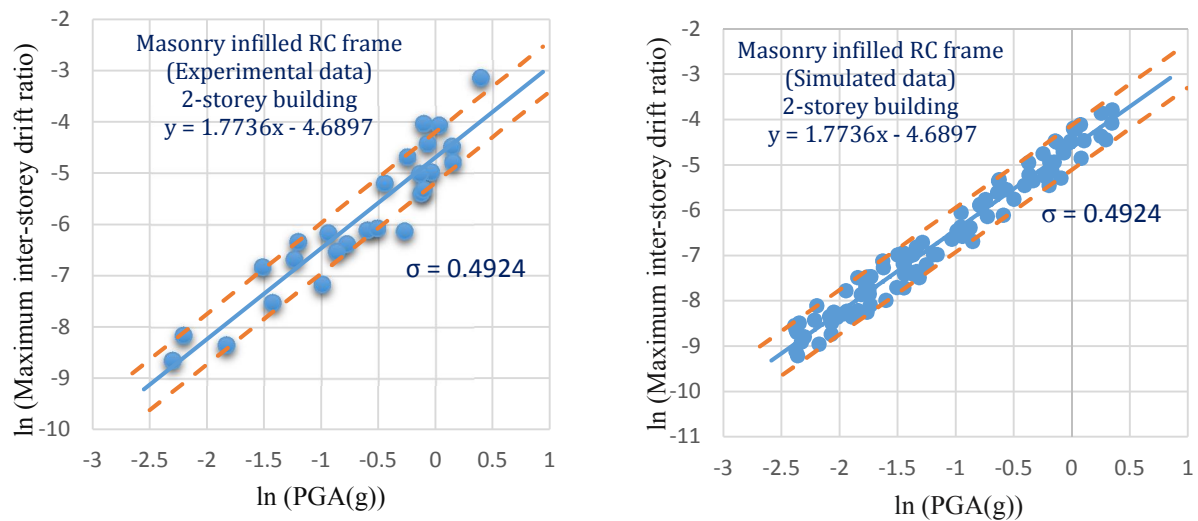 -2
-3
-4
-5
-6
-7
-8
-9
-10
ln (Maximum inter-storey drift ratio)
Masonry infilled RC frame
(Experimental data)
2-storey building
y = 1.7736x - 4.6897
σ = 0.4924
-3 -2.5 -2 -1.5 -1 -0.5 0 0.5 1
ln (PGA(g))
-2
-3
-4
-5
-6
-7
-8
-9
-10
-11
ln (Maximum inter-storey drift ratio)
Masonry infilled RC frame
(Simulated data)
2-storey building
y = 1.7736x - 4.6897
σ = 0.4924
-3 -2.5 -2 -1.5 -1 -0.5 0 0.5 1
ln (PGA(g))